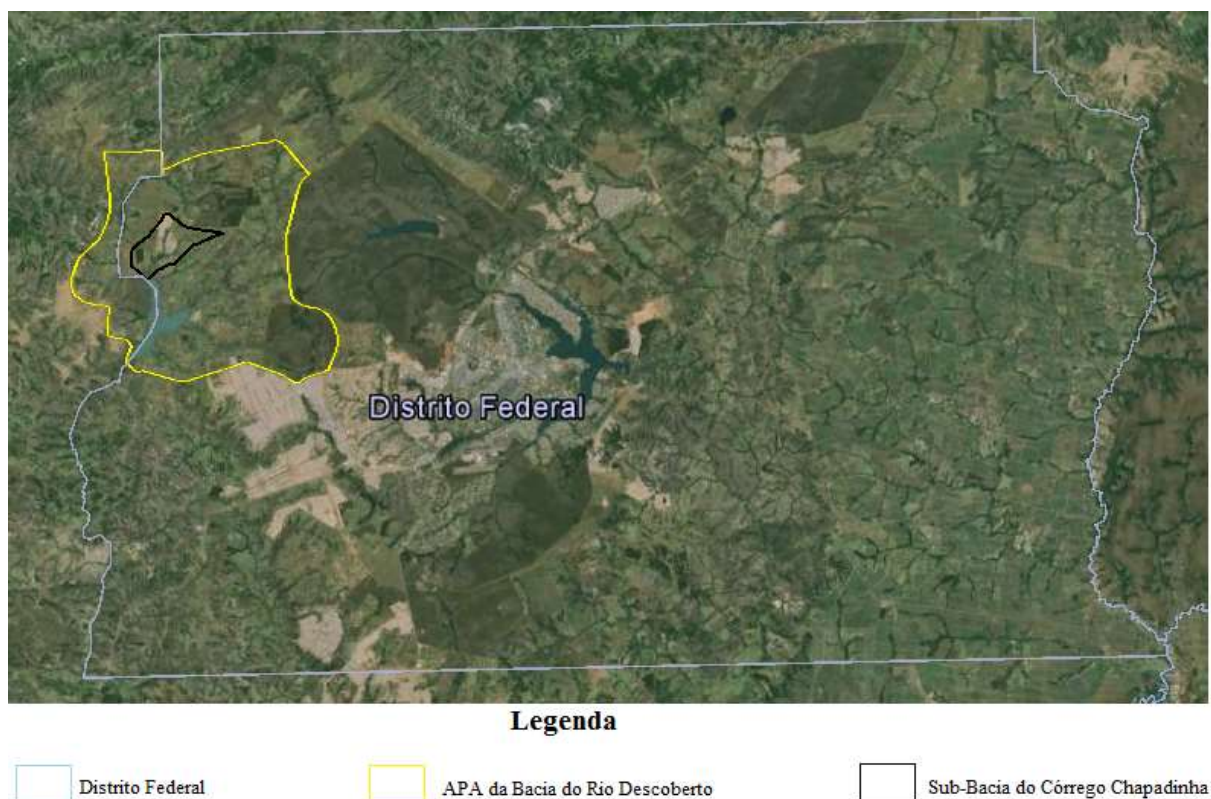 Distrito Federal
Legenda
Distrito Federal
APA da Bacia do Rio Descoberto
Sub-Bacia do Córrego Chapadinha